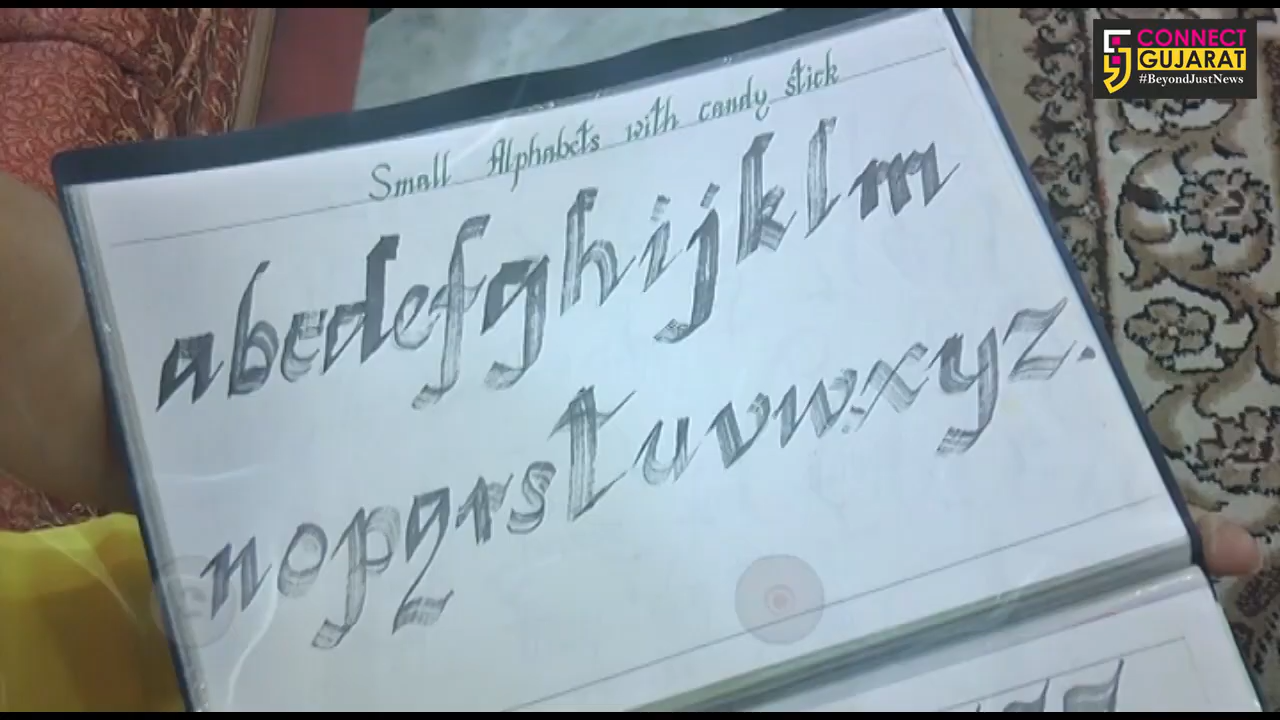 CONNECT
GUJARAT
#BeyondJustNews
Small Alphabets with candy stick
abcdefghijklm
nopqrstuvwxyz.